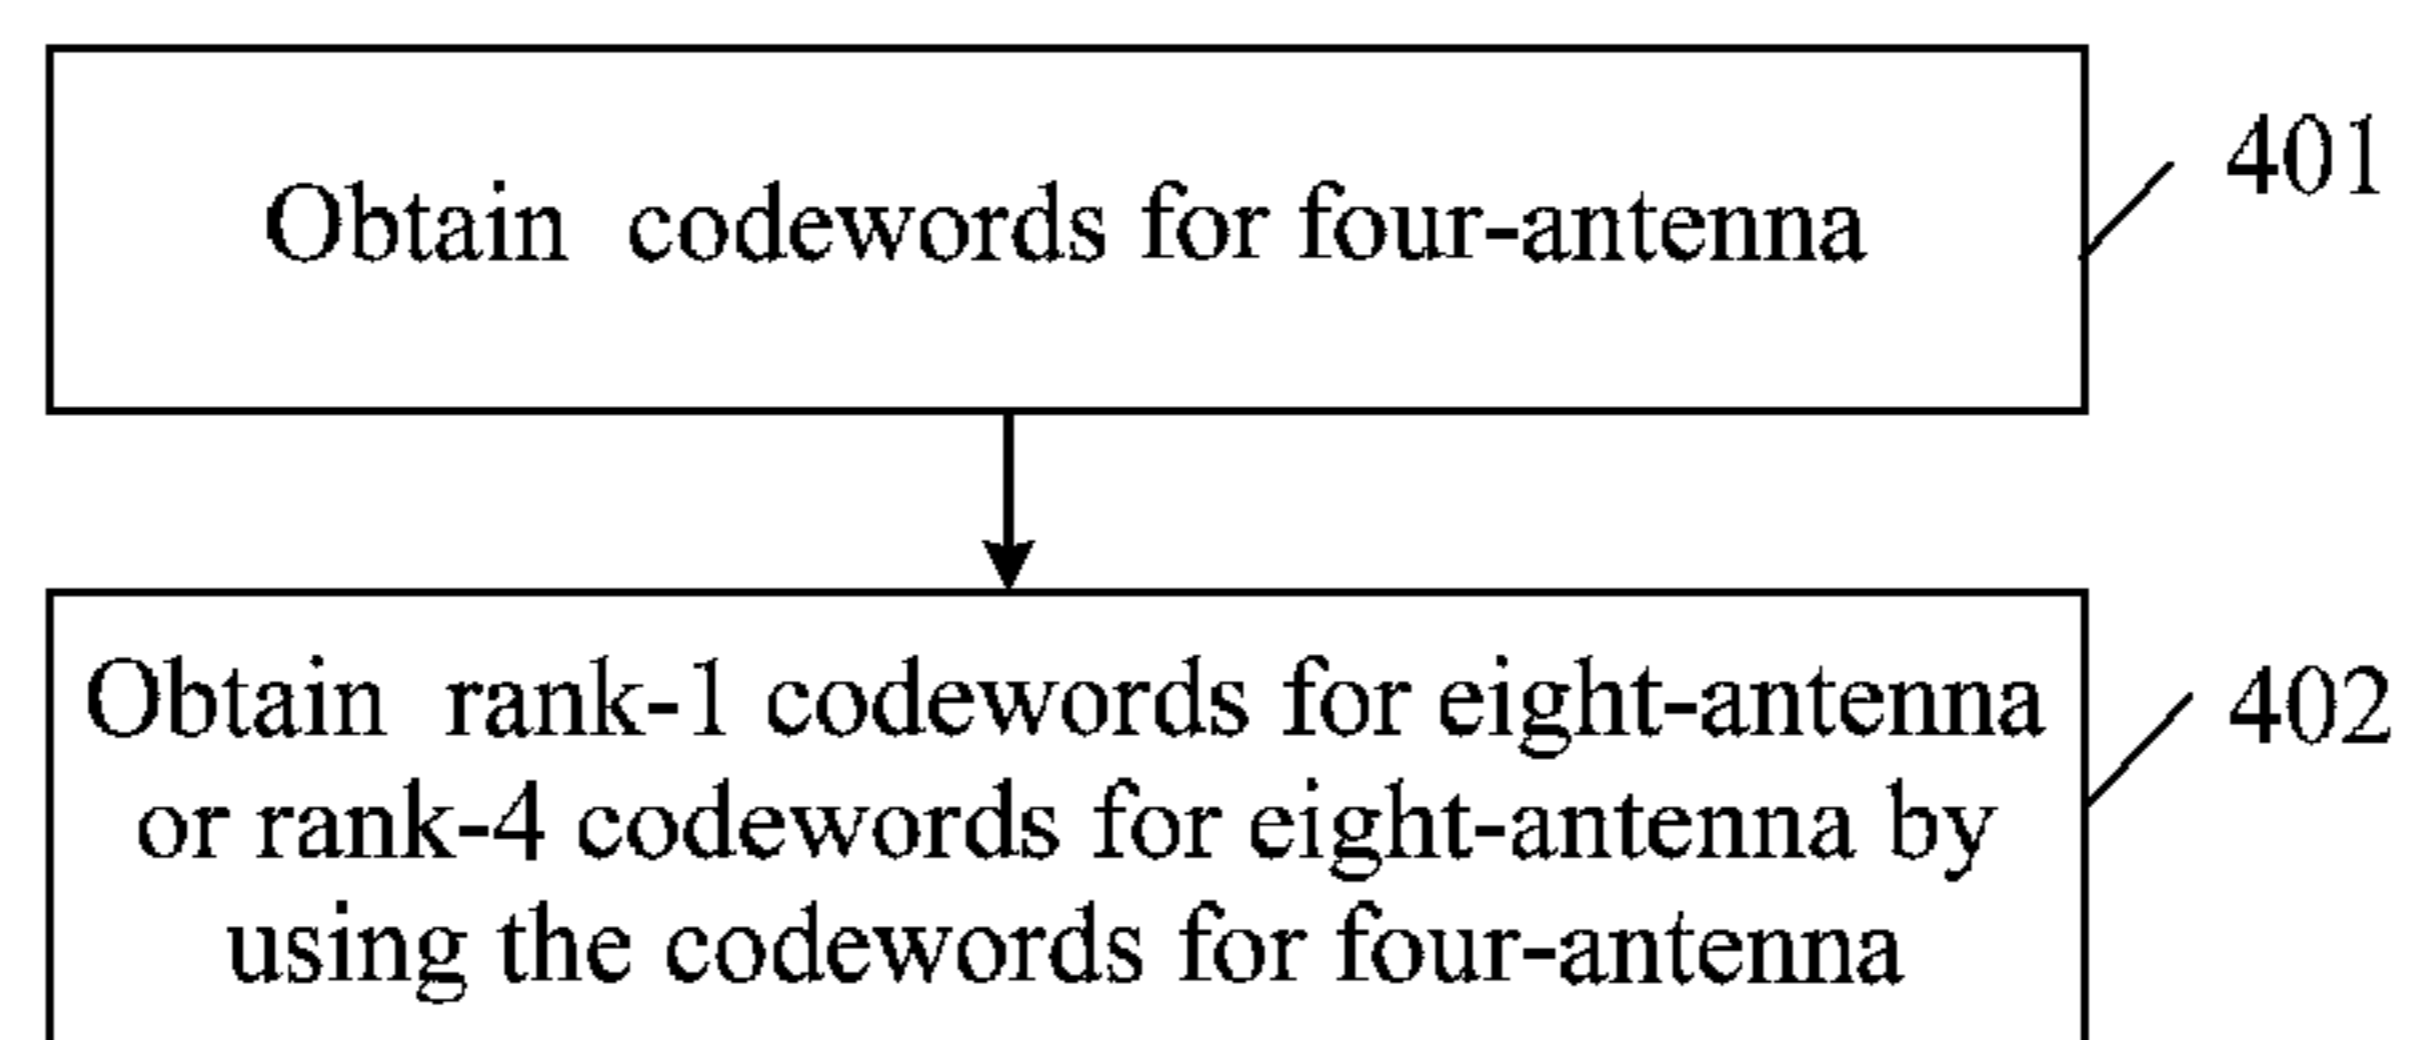 Obtain codewords for four-antenna
401
Obtain rank-1 codewords for eight-antenna
or rank-4 codewords for eight-antenna by
using the codewords for four-antenna
402